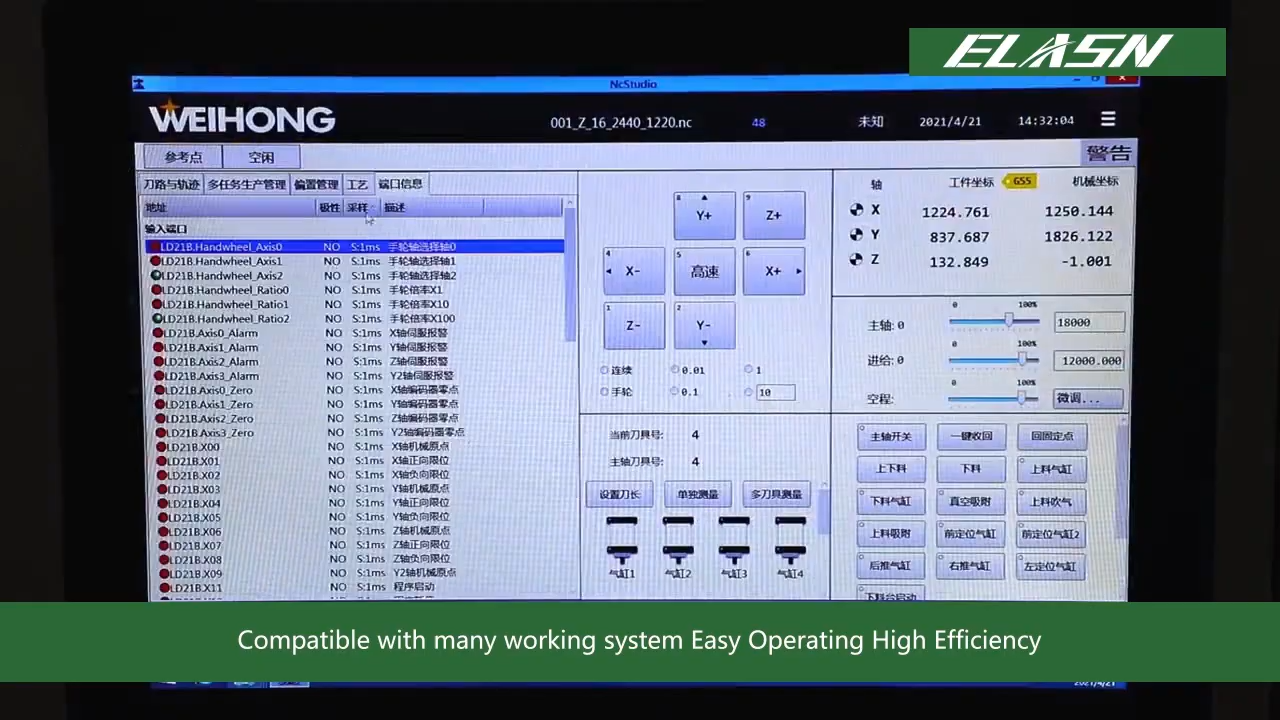 ELASN
NcStudio
WEIHONG
001_Z_16_2440_1220.nc 48 未知 2021/4/21 14:32:04
参考点 空闲 警告
刀路与轨迹 多任务生产管理 偏置管理 工艺 端口信息
地址 极性 采样 描述
输入端口
LD21B.Handwheel_Axis0 NO S:1ms 手轮轴选择轴0
LD21B.Handwheel_Axis1 NO S:1ms 手轮轴选择轴1
LD21B.Handwheel_Axis2 NO S:1ms 手轮轴选择轴2
LD21B.Handwheel_Ratio0 NO S:1ms 手轮倍率X1
LD21B.Handwheel_Ratio1 NO S:1ms 手轮倍率X10
LD21B.Handwheel_Ratio2 NO S:1ms 手轮倍率X100
LD21B.Axis0_Alarm NO S:1ms X轴伺服报警
LD21B.Axis1_Alarm NO S:1ms Y轴伺服报警
LD21B.Axis2_Alarm NO S:1ms Z轴伺服报警
LD21B.Axis3_Alarm NO S:1ms Y2轴伺服报警
LD21B.Axis0_Zero NO S:1ms X轴编码器零点
LD21B.Axis1_Zero NO S:1ms Y轴编码器零点
LD21B.Axis2_Zero NO S:1ms Z轴编码器零点
LD21B.Axis3_Zero NO S:1ms Y2轴编码器零点
LD21B.X00 NO S:1ms X轴机械原点
LD21B.X01 NO S:1ms X轴正向限位
LD21B.X02 NO S:1ms X轴负向限位
LD21B.X03 NO S:1ms Y轴机械原点
LD21B.X04 NO S:1ms Y轴正向限位
LD21B.X05 NO S:1ms Y轴负向限位
LD21B.X06 NO S:1ms Z轴机械原点
LD21B.X07 NO S:1ms Z轴正向限位
LD21B.X08 NO S:1ms Z轴负向限位
LD21B.X09 NO S:1ms Y2轴机械原点
LD21B.X11 NO S:1ms 程序启动
8 Y+ 9 Z+
4 X- 5 高速 6 X+
1 Z- 2 Y-
连续 0.01 1
手轮 0.1 10
当前刀具号: 4
主轴刀具号: 4
设置刀长 单独测量 多刀具测量
气缸1 气缸2 气缸3 气缸4
轴 工件坐标 G55 机械坐标
X 1224.761 1250.144
Y 837.687 1826.122
Z 132.849 -1.001
0 100%
主轴: 0 18000
0 100%
进给: 0 12000.000
0 100%
空程: 微调...
主轴开关 一键收回 回固定点
上下料 下料 上料气缸
下料气缸 真空吸附 上料吹气
上料吸附 前定位气缸 前定位气缸2
后推气缸 右推气缸 左定位气缸
下料台启动
Compatible with many working system Easy Operating High Efficiency
2021/4/21